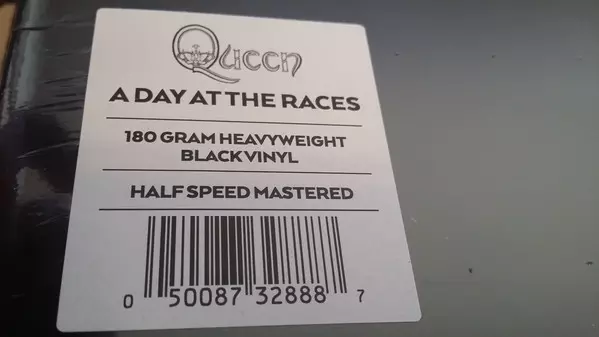 Queen
A DAY AT THE RACES
180 GRAM HEAVYWEIGHT
BLACK VINYL
HALF SPEED MASTERED
0 50087 32888 7